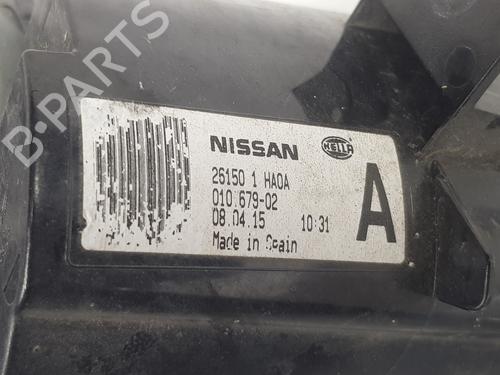 B-PARTS
NISSAN HELLA
26150 1 HA0A
010.679-02
08.04.15 10:31
Made in Spain
A